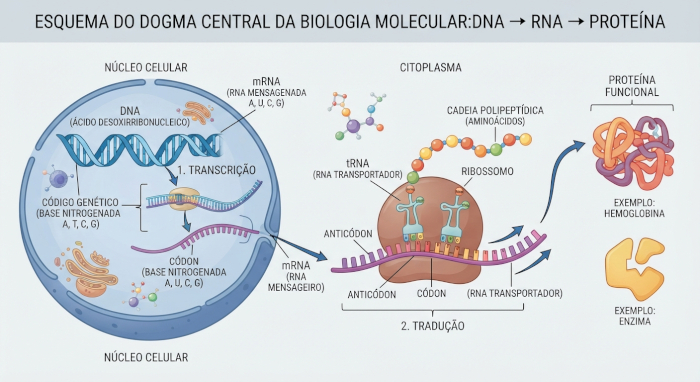 ESQUEMA DO DOGMA CENTRAL DA BIOLOGIA MOLECULAR:DNA → RNA → PROTEÍNA
NÚCLEO CELULAR
mRNA
(RNA MENSAGENADA
A, U, C, G)
DNA
(ÁCIDO DESOXIRRIBONUCLEICO)
1. TRANSCRIÇÃO
CÓDIGO GENÉTICO
(BASE NITROGENADA
A, T, C, G)
CÓDON
(BASE NITROGENADA
A, U, C, G)
mRNA
(RNA
MENSAGEIRO)
NÚCLEO CELULAR
CITOPLASMA
CADEIA POLIPEPTÍDICA
(AMINOÁCIDOS)
tRNA
(RNA TRANSPORTADOR)
RIBOSSOMO
ANTICÓDON
ANTICÓDON
CÓDON
(RNA TRANSPORTADOR)
2. TRADUÇÃO
PROTEÍNA
FUNCIONAL
EXEMPLO:
HEMOGLOBINA
EXEMPLO:
ENZIMA